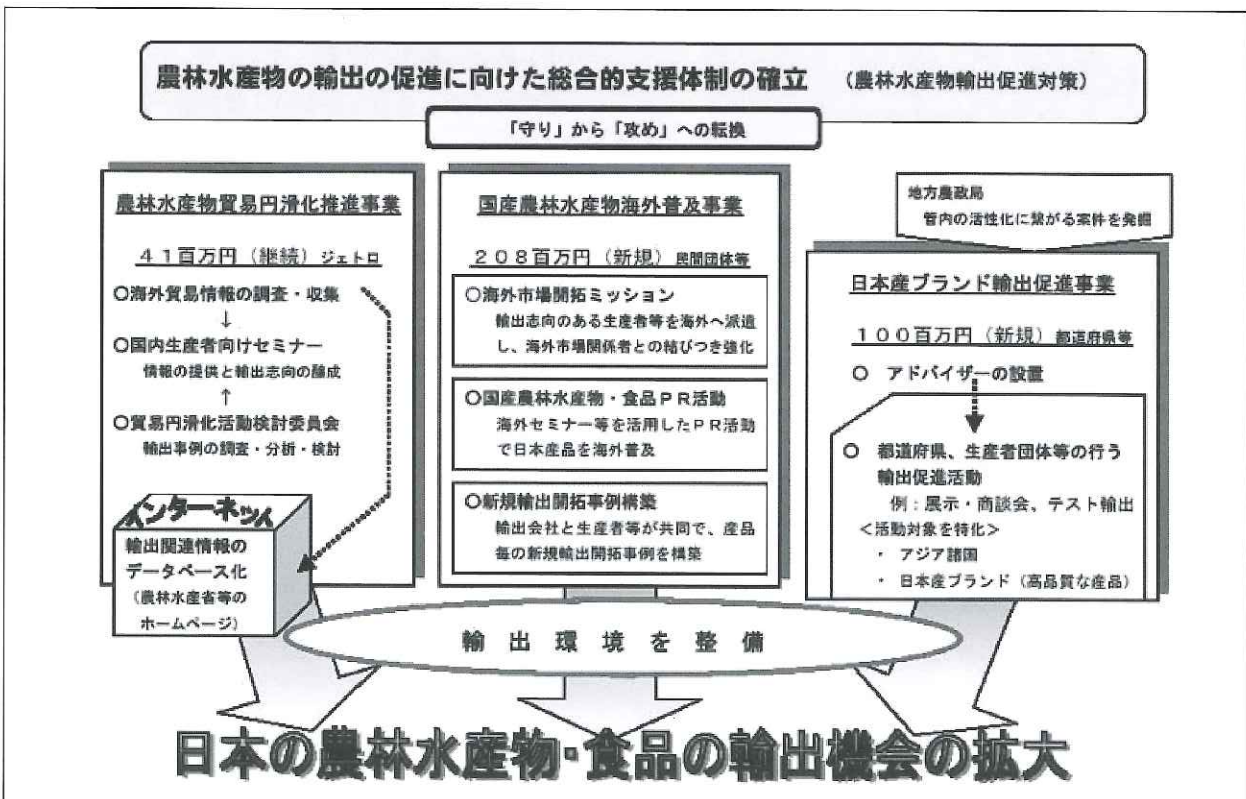 農林水産物の輸出の促進に向けた総合的支援体制の確立 (農林水産物輸出促進対策)
「守り」から「攻め」への転換
農林水産物貿易円滑化推進事業
41百万円(継続) ジェトロ
○海外貿易情報の調査・収集
↓
○国内生産者向けセミナー
情報の提供と輸出志向の醸成
↑
○貿易円滑化活動検討委員会
輸出事例の調査・分析・検討
インターネット
輸出関連情報の
データベース化
(農林水産省等の
ホームページ)
国産農林水産物海外普及事業
208百万円(新規) 民間団体等
○海外市場開拓ミッション
輸出志向のある生産者等を海外へ派遣
し、海外市場関係者との結びつき強化
○国産農林水産物・食品PR活動
海外セミナー等を活用したPR活動
で日本産品を海外普及
○新規輸出開拓事例構築
輸出会社と生産者等が共同で、産品
毎の新規輸出開拓事例を構築
地方農政局
管内の活性化に繋がる案件を発掘
日本産ブランド輸出促進事業
100百万円(新規) 都道府県等
○ アドバイザーの設置
○ 都道府県、生産者団体等の行う
輸出促進活動
例:展示・商談会、テスト輸出
<活動対象を特化>
・ アジア諸国
・ 日本産ブランド(高品質な産品)
輸出環境を整備
日本の農林水産物・食品の輸出機会の拡大